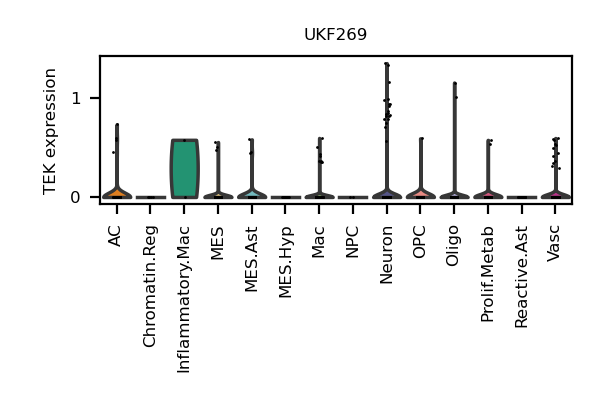 UKF269
TEK expression
1
0
AC
Chromatin.Reg
Inflammatory.Mac
MES
MES.Ast
MES.Hyp
Mac
NPC
Neuron
OPC
Oligo
Prolif.Metab
Reactive.Ast
Vasc